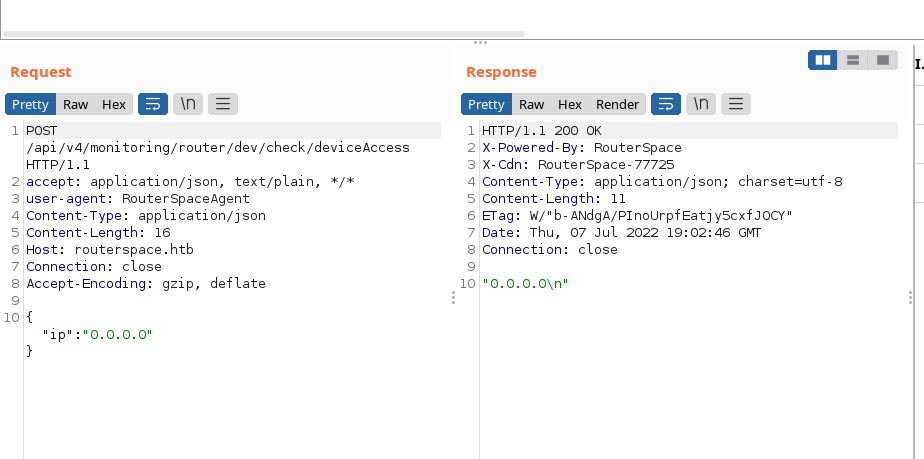 Request
Pretty Raw Hex \n
1 POST
/api/v4/monitoring/router/dev/check/deviceAccess
HTTP/1.1
2 accept: application/json, text/plain, */*
3 user-agent: RouterSpaceAgent
4 Content-Type: application/json
5 Content-Length: 16
6 Host: routerspace.htb
7 Connection: close
8 Accept-Encoding: gzip, deflate
9
10 {
"ip":"0.0.0.0"
}
Response
Pretty Raw Hex Render \n
1 HTTP/1.1 200 OK
2 X-Powered-By: RouterSpace
3 X-Cdn: RouterSpace-77725
4 Content-Type: application/json; charset=utf-8
5 Content-Length: 11
6 ETag: W/"b-ANdgA/PInoUrpfEatjy5cxfJOCY"
7 Date: Thu, 07 Jul 2022 19:02:46 GMT
8 Connection: close
9
10 "0.0.0.0\n"